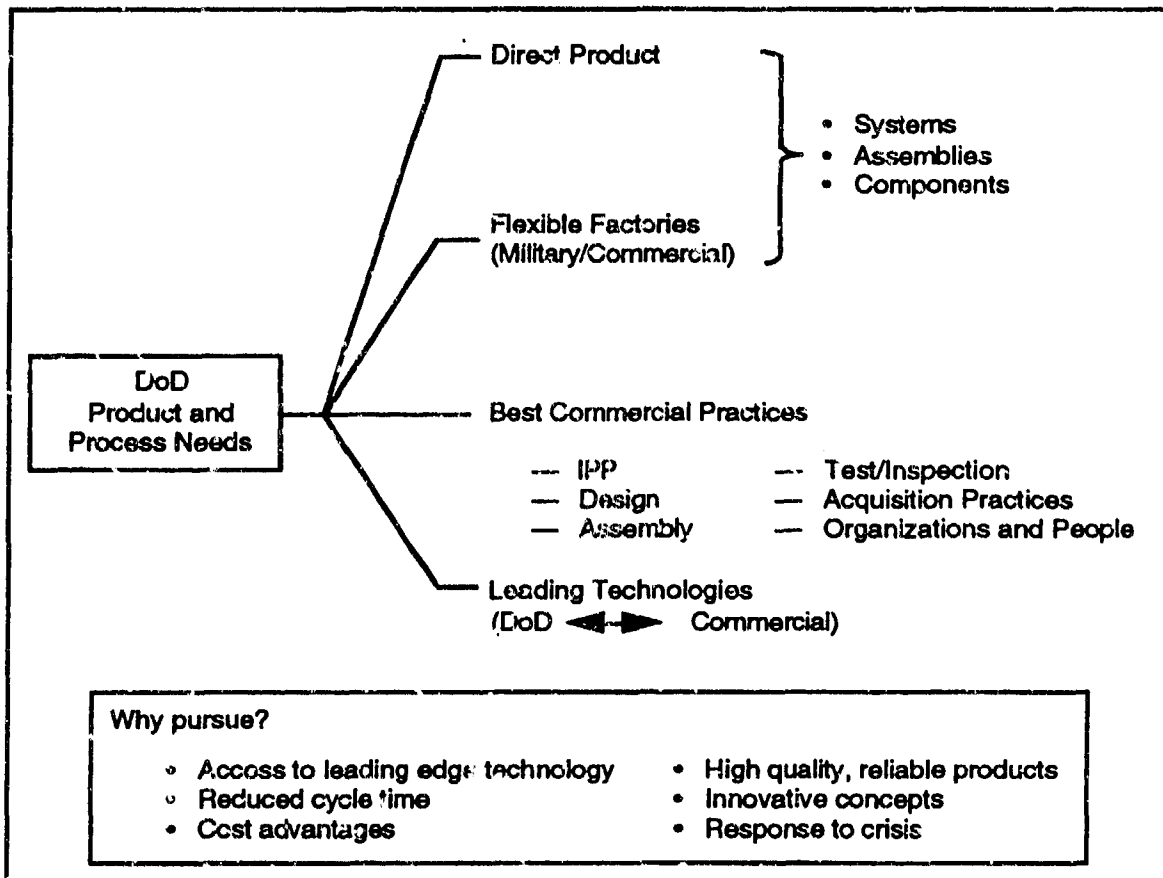 Direct Product
• Systems
• Assemblies
• Components
Flexible Factories
(Military/Commercial)
DoD
Product and
Process Needs
Best Commercial Practices
— IPP
— Design
— Assembly
— Test/Inspection
— Acquisition Practices
— Organizations and People
Leading Technologies
(DoD ◄► Commercial)
Why pursue?
• Access to leading edge technology
• Reduced cycle time
• Cost advantages
• High quality, reliable products
• Innovative concepts
• Response to crisis